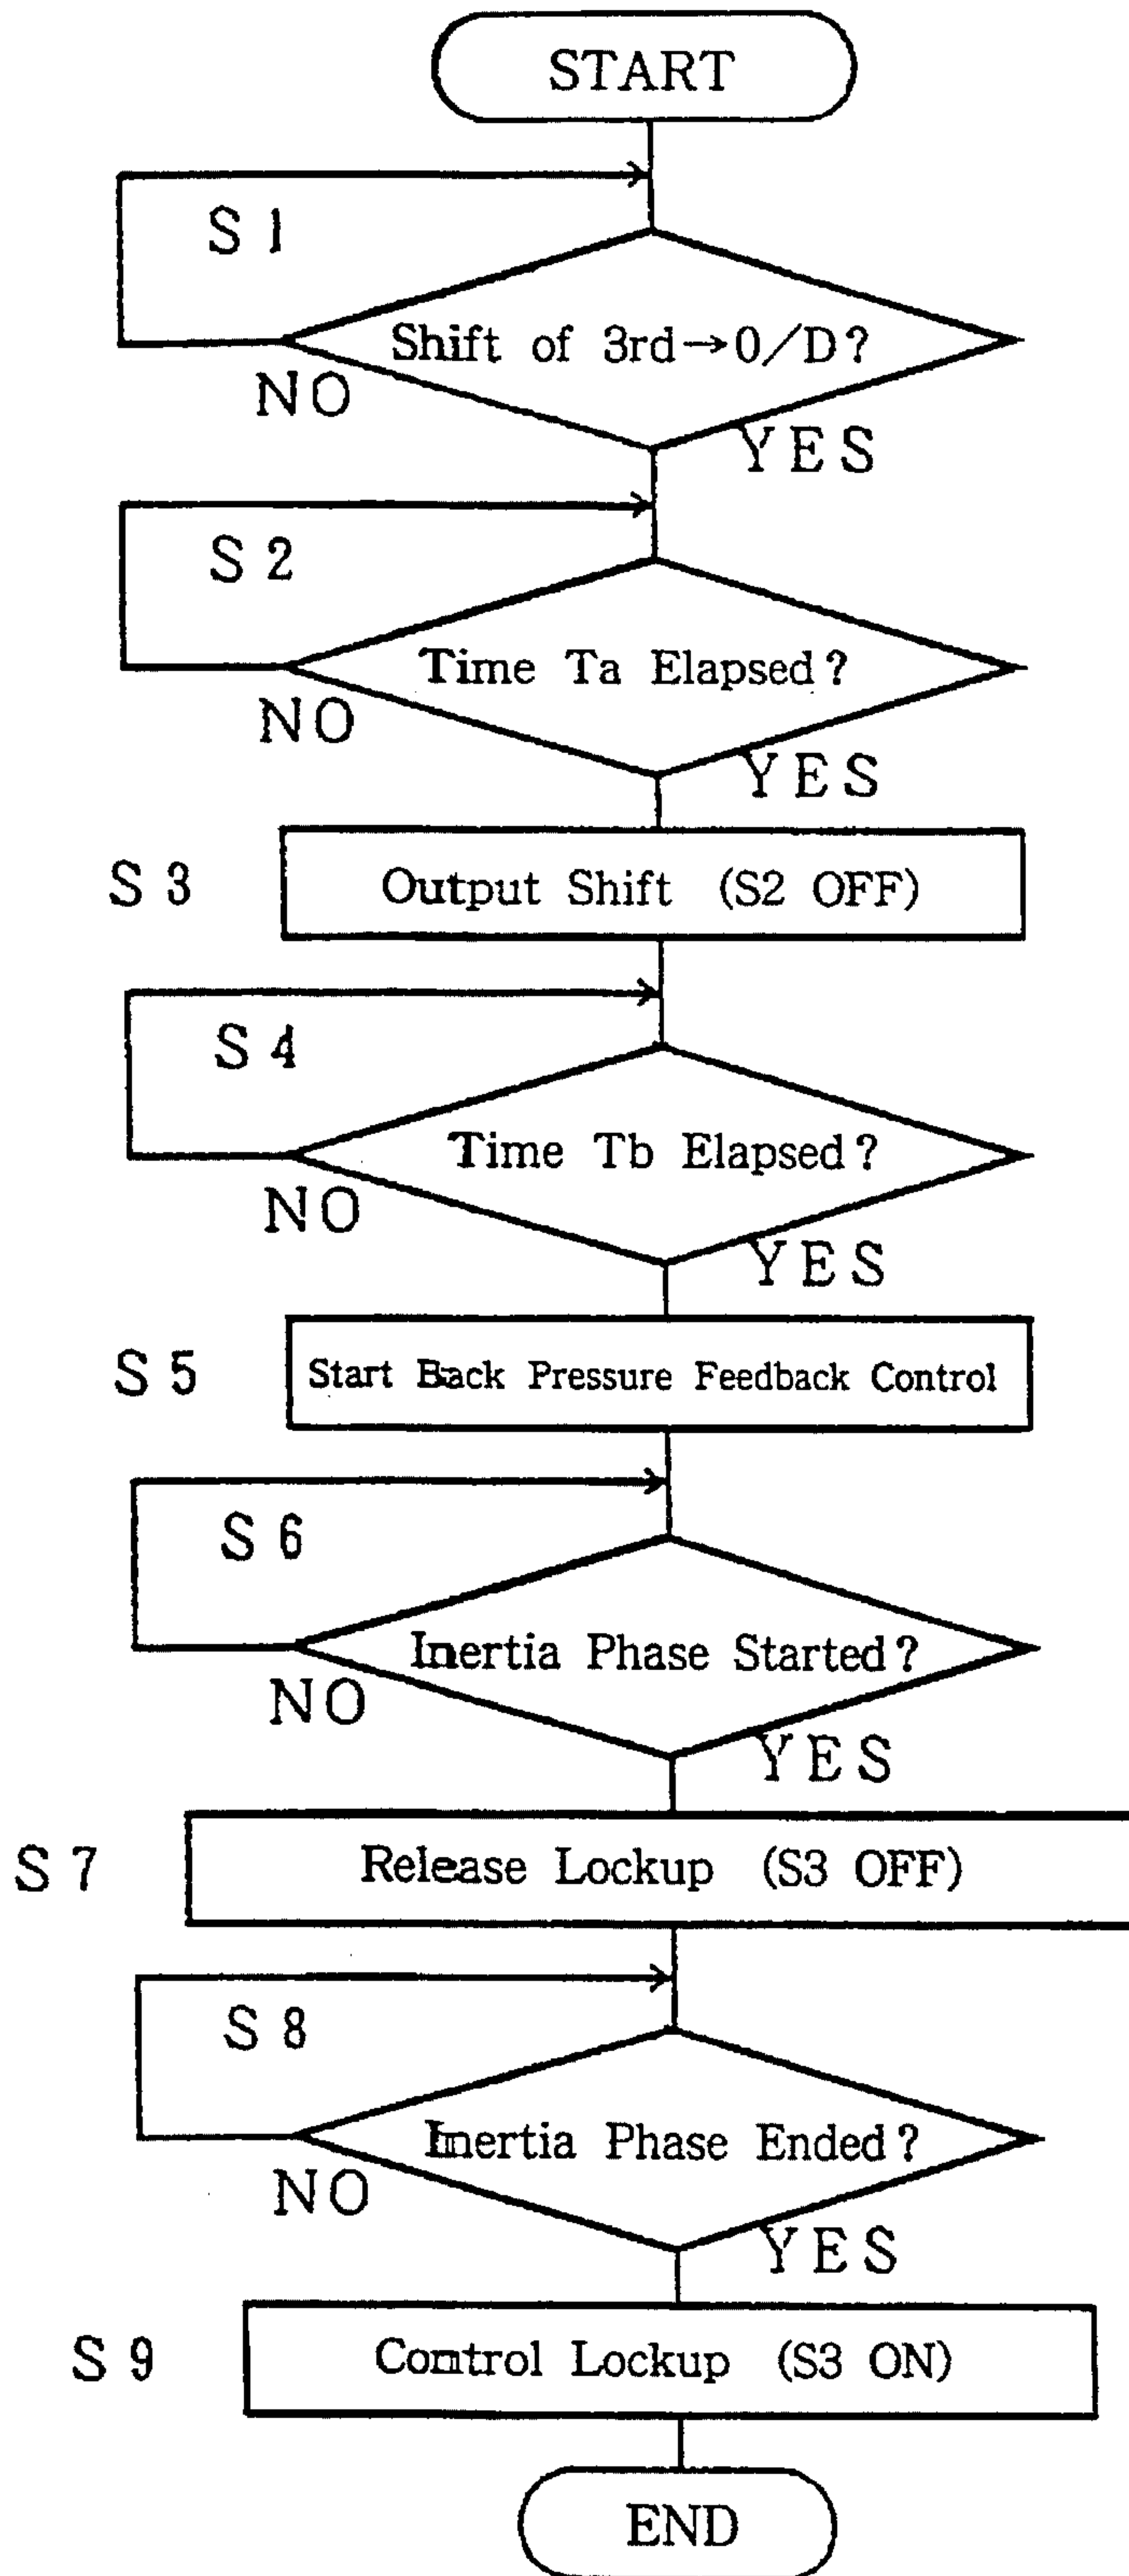 START
S 1
Shift of 3rd→O/D?
NO
YES
S 2
Time Ta Elapsed?
NO
YES
S 3
Output Shift (S2 OFF)
S 4
Time Tb Elapsed?
NO
YES
S 5
Start Back Pressure Feedback Control
S 6
Inertia Phase Started?
NO
YES
S 7
Release Lockup (S3 OFF)
S 8
Inertia Phase Ended?
NO
YES
S 9
Control Lockup (S3 ON)
END